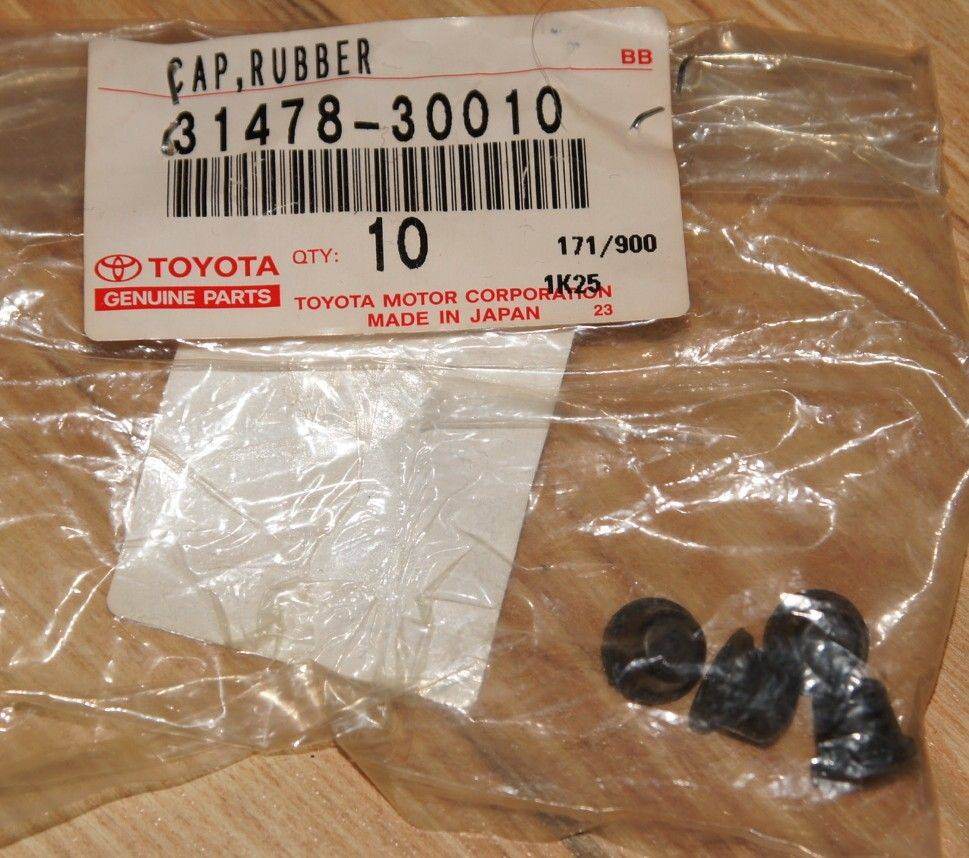 CAP,RUBBER
BB
31478-30010
QTY: 10
171/900
TOYOTA
GENUINE PARTS
1K25
TOYOTA MOTOR CORPORATION
MADE IN JAPAN 23